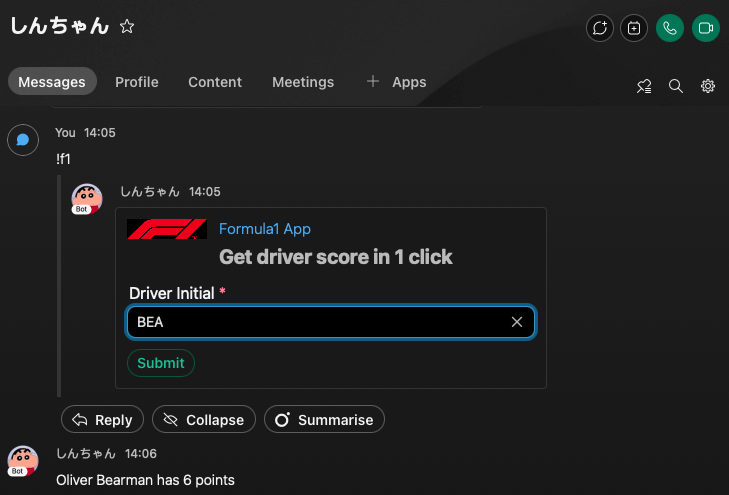 しんちゃん
Messages Profile Content Meetings + Apps
You 14:05
!f1
しんちゃん 14:05
Bot
Formula1 App
Get driver score in 1 click
Driver Initial *
BEA
Submit
Reply Collapse Summarise
しんちゃん 14:06
Bot
Oliver Bearman has 6 points